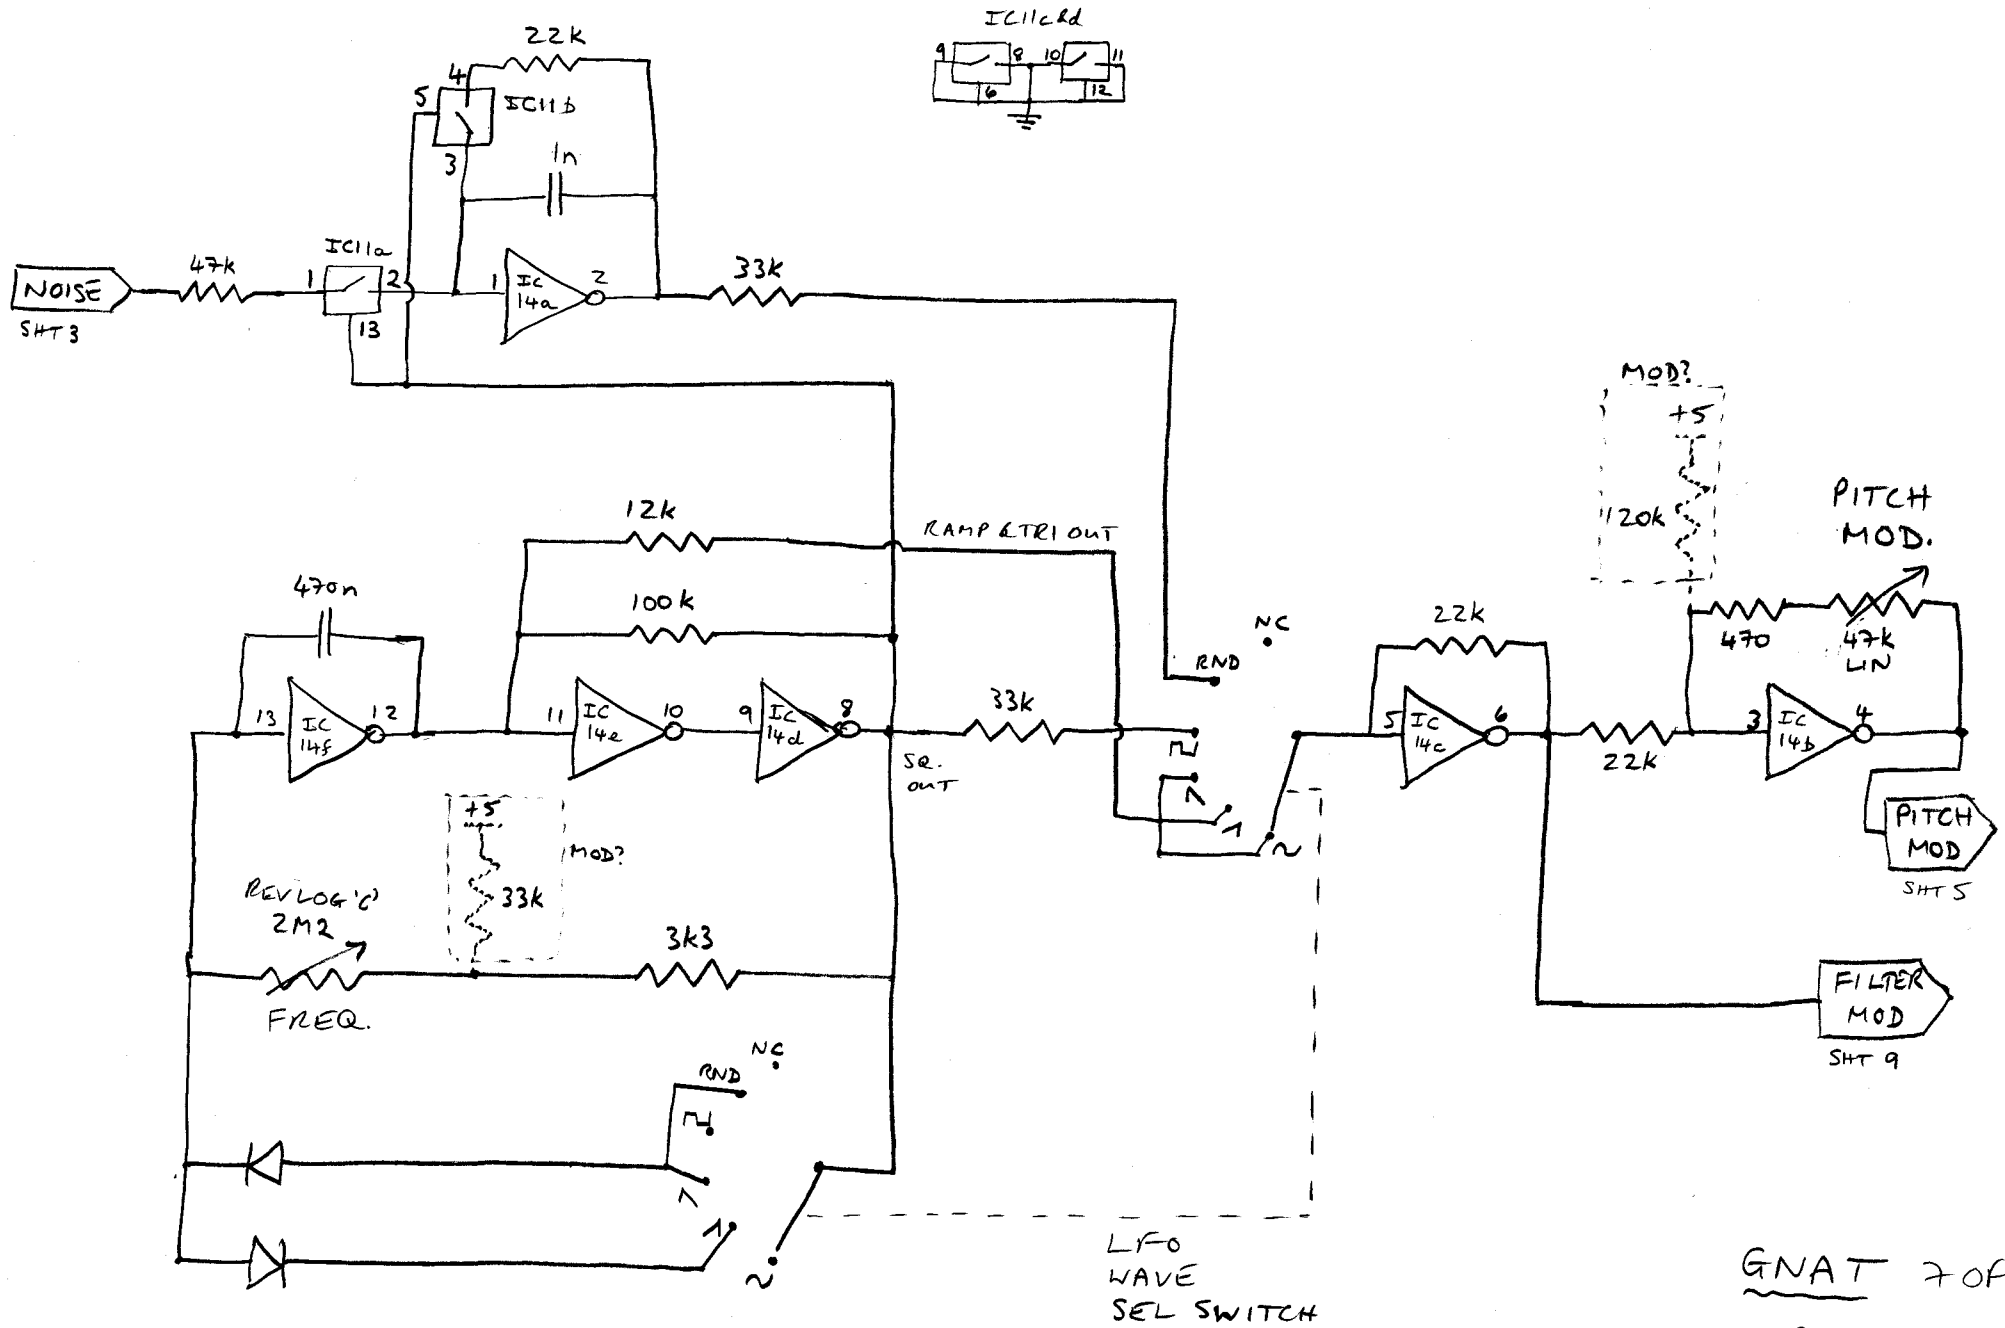 IC11c&d
9
8
10
11
6
12
22k
4
5
IC11b
3
1n
NOISE
SHT 3
47k
IC11a
1
2
13
1
IC
14a
2
33k
12k
RAMP & TRI OUT
100k
470n
13
IC
14f
12
11
IC
14e
10
9
IC
14d
8
SQ.
OUT
33k
RND
NC
22k
5
IC
14c
6
22k
MOD?
+5
120k
PITCH
MOD.
470
47k
LIN
3
IC
14b
4
PITCH
MOD
SHT 5
+5
MOD?
33k
REV LOG 'C'
2M2
FREQ.
3k3
FILTER
MOD
SHT 9
NC
RND
LFO
WAVE
SEL SWITCH
GNAT 7 OF